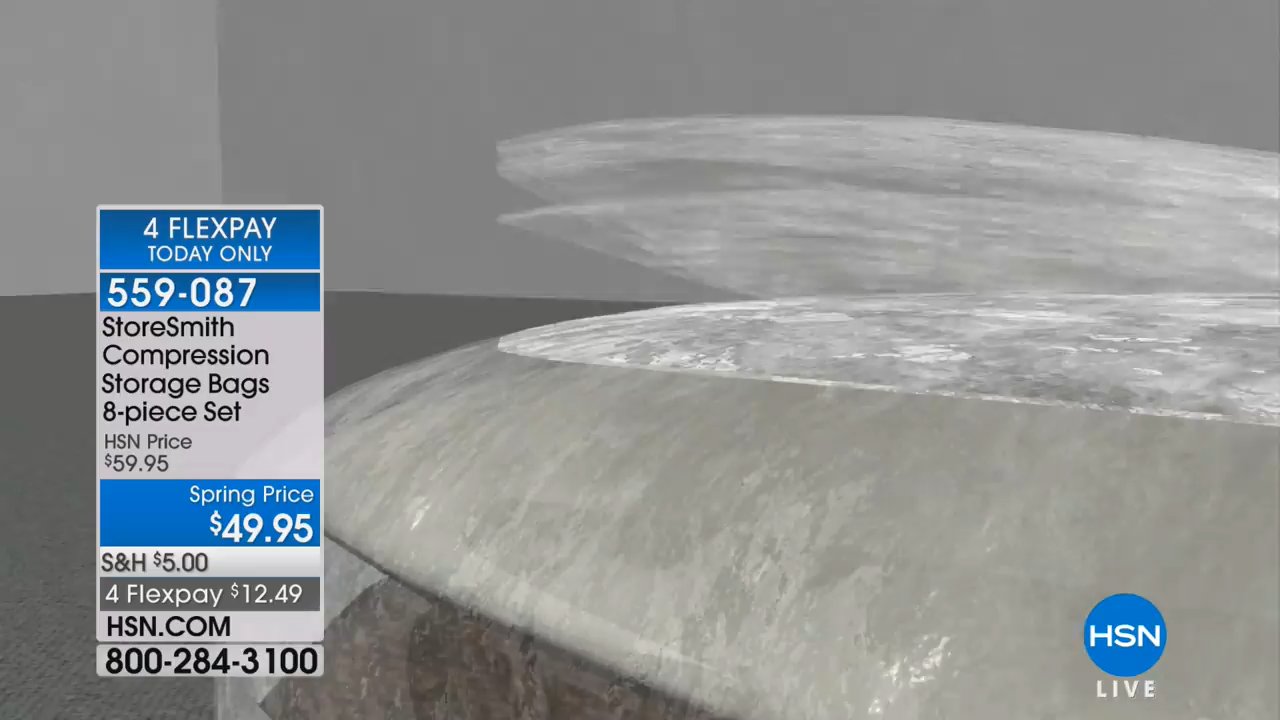 4 FLEXPAY
TODAY ONLY
559-087
StoreSmith
Compression
Storage Bags
8-piece Set
HSN Price
$59.95
Spring Price
$49.95
S&H $5.00
4 Flexpay $12.49
HSN.COM
800-284-3100
HSN
LIVE